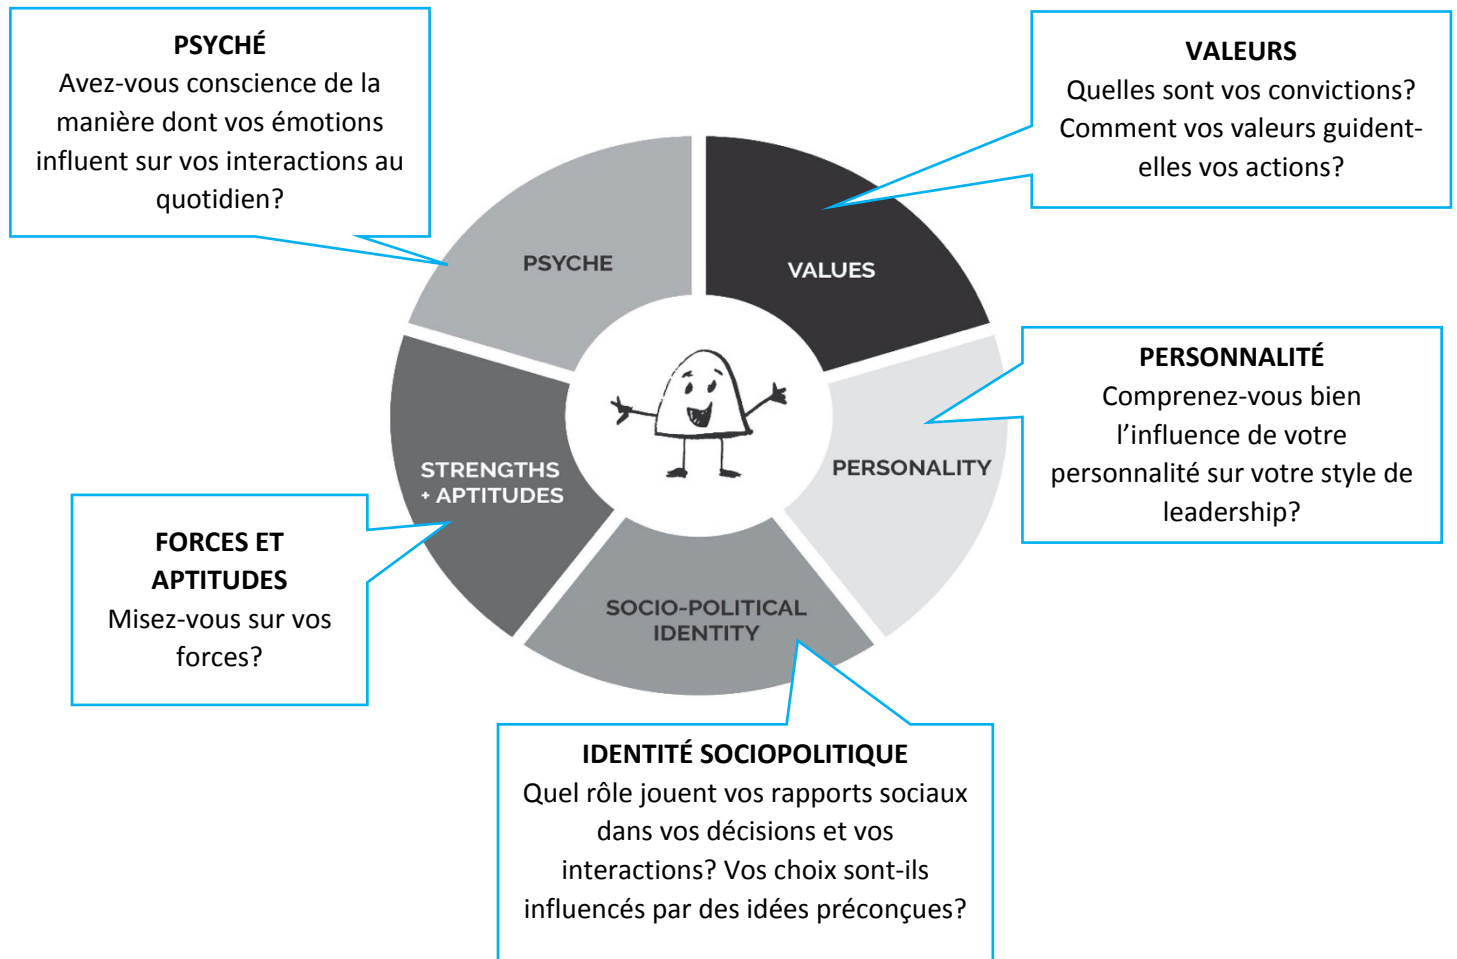 PSYCHÉ
Avez-vous conscience de la
manière dont vos émotions
influent sur vos interactions au
quotidien?
VALEURS
Quelles sont vos convictions?
Comment vos valeurs guident-
elles vos actions?
PSYCHE
VALUES
PERSONNALITÉ
Comprenez-vous bien
l’influence de votre
personnalité sur votre style de
leadership?
PERSONALITY
STRENGTHS
+ APTITUDES
FORCES ET
APTITUDES
Misez-vous sur vos
forces?
SOCIO-POLITICAL
IDENTITY
IDENTITÉ SOCIOPOLITIQUE
Quel rôle jouent vos rapports sociaux
dans vos décisions et vos
interactions? Vos choix sont-ils
influencés par des idées préconçues?